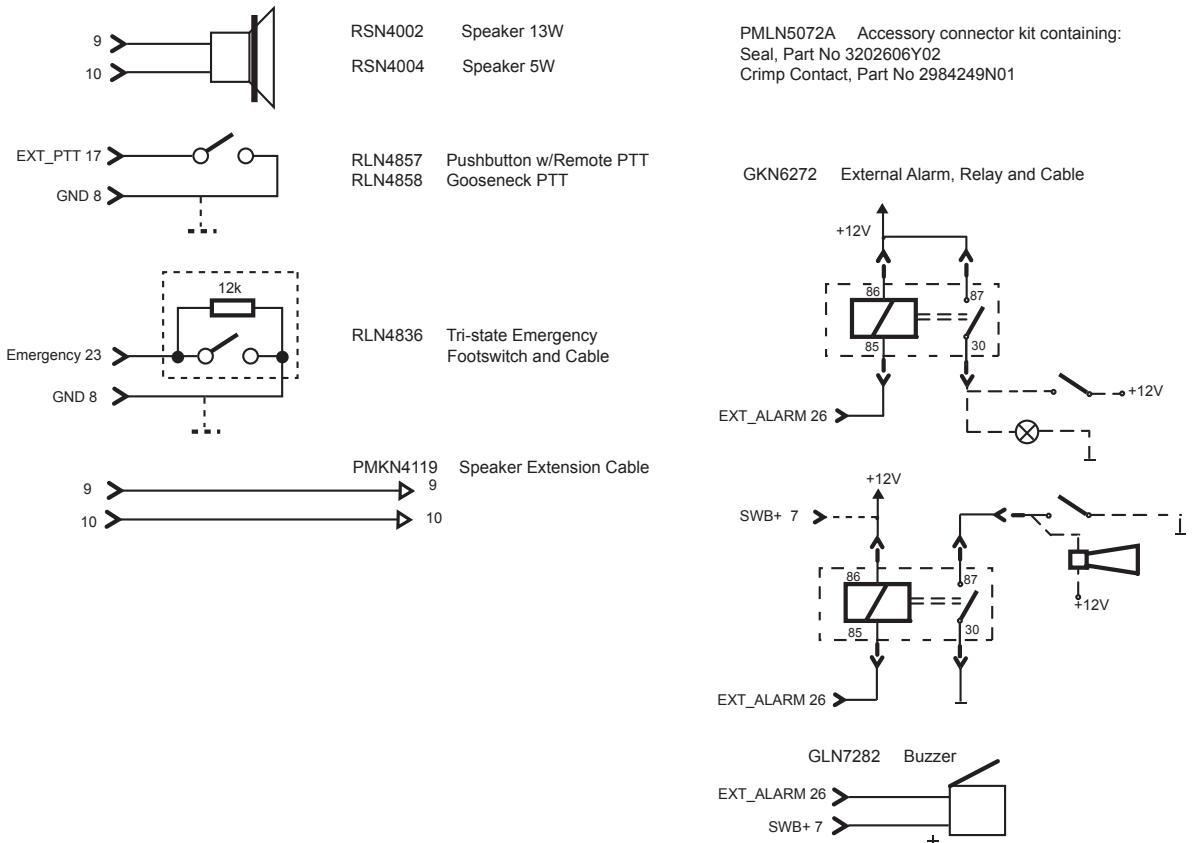 9
10
RSN4002 Speaker 13W
RSN4004 Speaker 5W
EXT_PTT 17
GND 8
RLN4857 Pushbutton w/Remote PTT
RLN4858 Gooseneck PTT
12k
Emergency 23
GND 8
RLN4836 Tri-state Emergency
Footswitch and Cable
PMKN4119 Speaker Extension Cable
9 9
10 10
PMLN5072A Accessory connector kit containing:
Seal, Part No 3202606Y02
Crimp Contact, Part No 2984249N01
GKN6272 External Alarm, Relay and Cable
+12V
86 87
85 30
+12V
EXT_ALARM 26
+12V
SWB+ 7
86 87
+12V
85 30
EXT_ALARM 26
GLN7282 Buzzer
EXT_ALARM 26
SWB+ 7